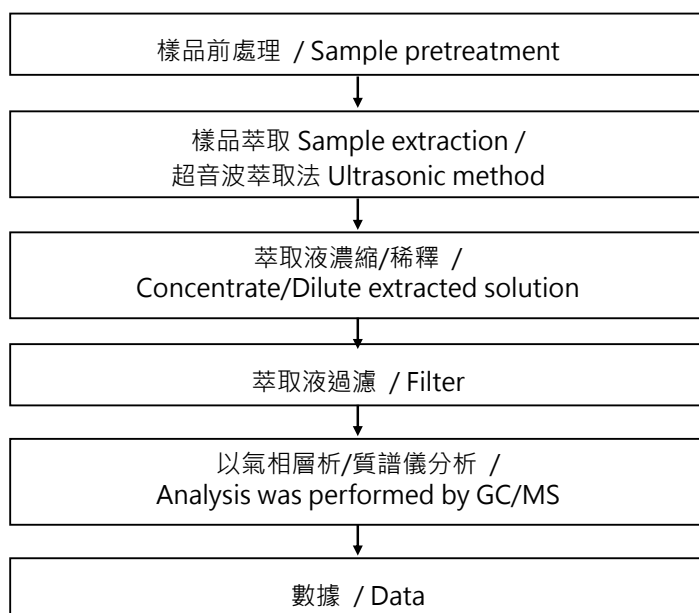 樣品前處理 / Sample pretreatment
樣品萃取 Sample extraction /
超音波萃取法 Ultrasonic method
萃取液濃縮/稀釋 /
Concentrate/Dilute extracted solution
萃取液過濾 / Filter
以氣相層析/質譜儀分析 /
Analysis was performed by GC/MS
數據 / Data